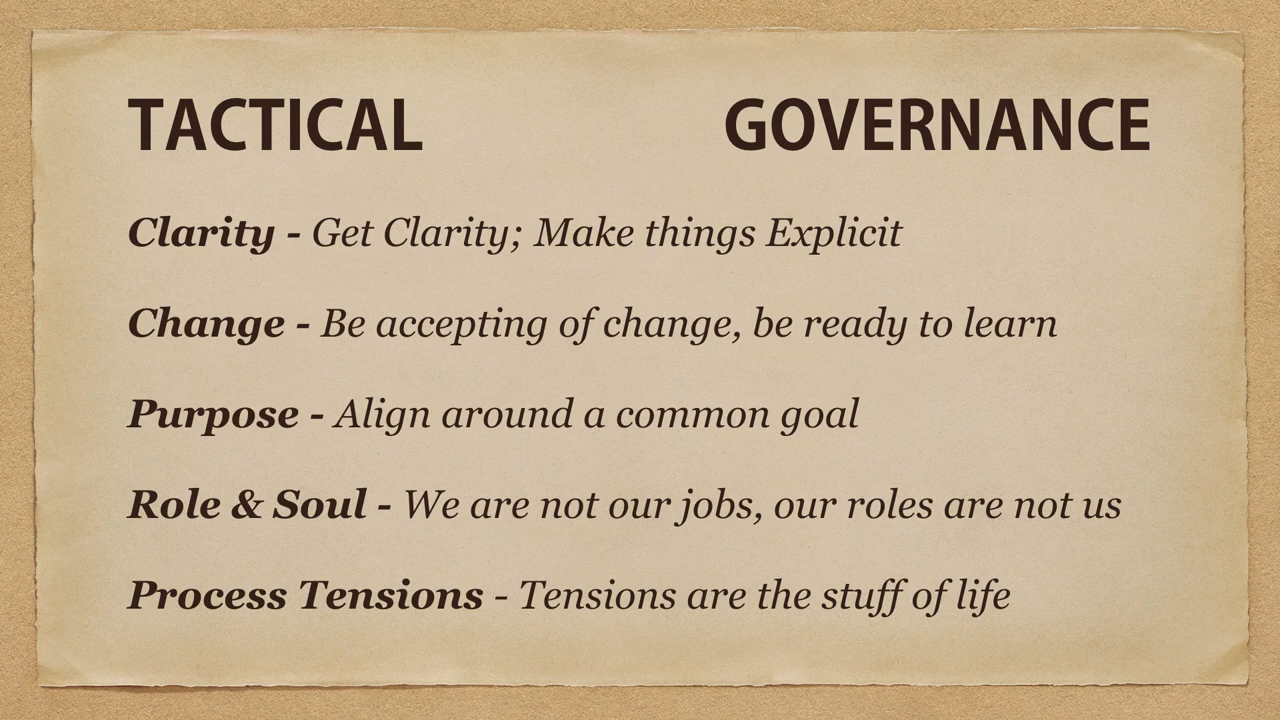 TACTICAL GOVERNANCE
Clarity - Get Clarity; Make things Explicit
Change - Be accepting of change, be ready to learn
Purpose - Align around a common goal
Role & Soul - We are not our jobs, our roles are not us
Process Tensions - Tensions are the stuff of life